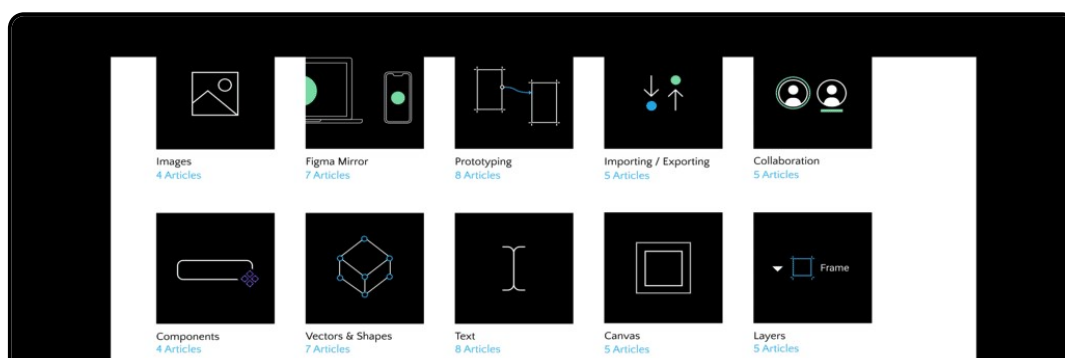 Images
4 Articles
Figma Mirror
7 Articles
Prototyping
8 Articles
Importing / Exporting
5 Articles
Collaboration
5 Articles
Frame
Components
4 Articles
Vectors & Shapes
7 Articles
Text
8 Articles
Canvas
5 Articles
Layers
5 Articles